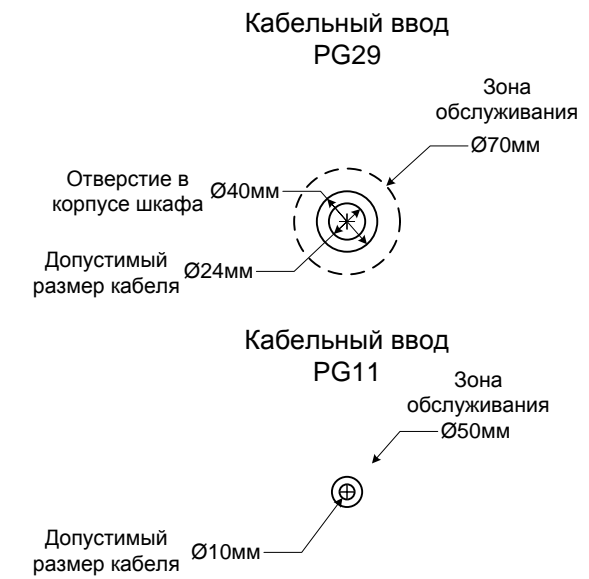 Кабельный ввод
PG29
Зона
обслуживания
Ø70мм
Отверстие в
корпусе шкафа
Ø40мм
Допустимый
размер кабеля
Ø24мм
Кабельный ввод
PG11
Зона
обслуживания
Ø50мм
Допустимый
размер кабеля
Ø10мм